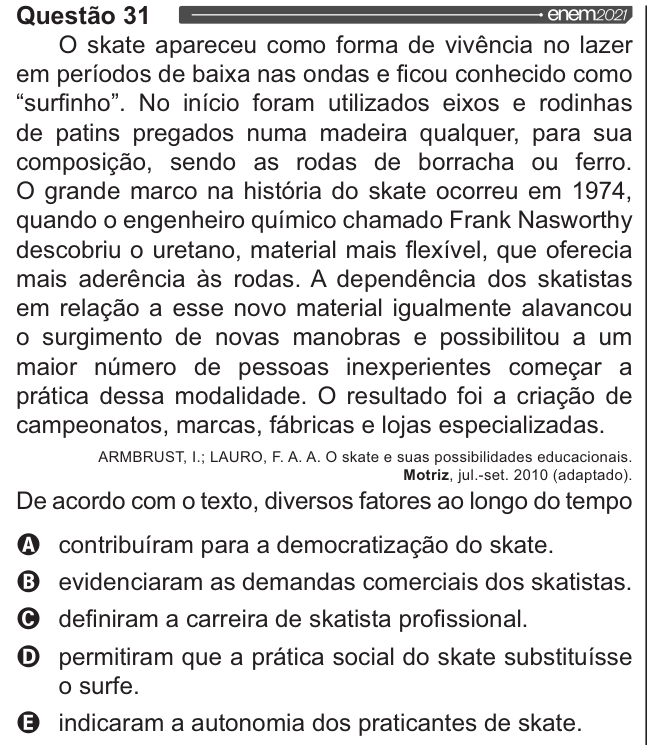 Questão 31
enem2021
O skate apareceu como forma de vivência no lazer
em períodos de baixa nas ondas e ficou conhecido como
“surfinho”. No início foram utilizados eixos e rodinhas
de patins pregados numa madeira qualquer, para sua
composição, sendo as rodas de borracha ou ferro.
O grande marco na história do skate ocorreu em 1974,
quando o engenheiro químico chamado Frank Nasworthy
descobriu o uretano, material mais flexível, que oferecia
mais aderência às rodas. A dependência dos skatistas
em relação a esse novo material igualmente alavancou
o surgimento de novas manobras e possibilitou a um
maior número de pessoas inexperientes começar a
prática dessa modalidade. O resultado foi a criação de
campeonatos, marcas, fábricas e lojas especializadas.
ARMBRUST, I.; LAURO, F. A. A. O skate e suas possibilidades educacionais.
Motriz, jul.-set. 2010 (adaptado).
De acordo com o texto, diversos fatores ao longo do tempo
A contribuíram para a democratização do skate.
B evidenciaram as demandas comerciais dos skatistas.
C definiram a carreira de skatista profissional.
D permitiram que a prática social do skate substituísse
o surfe.
E indicaram a autonomia dos praticantes de skate.